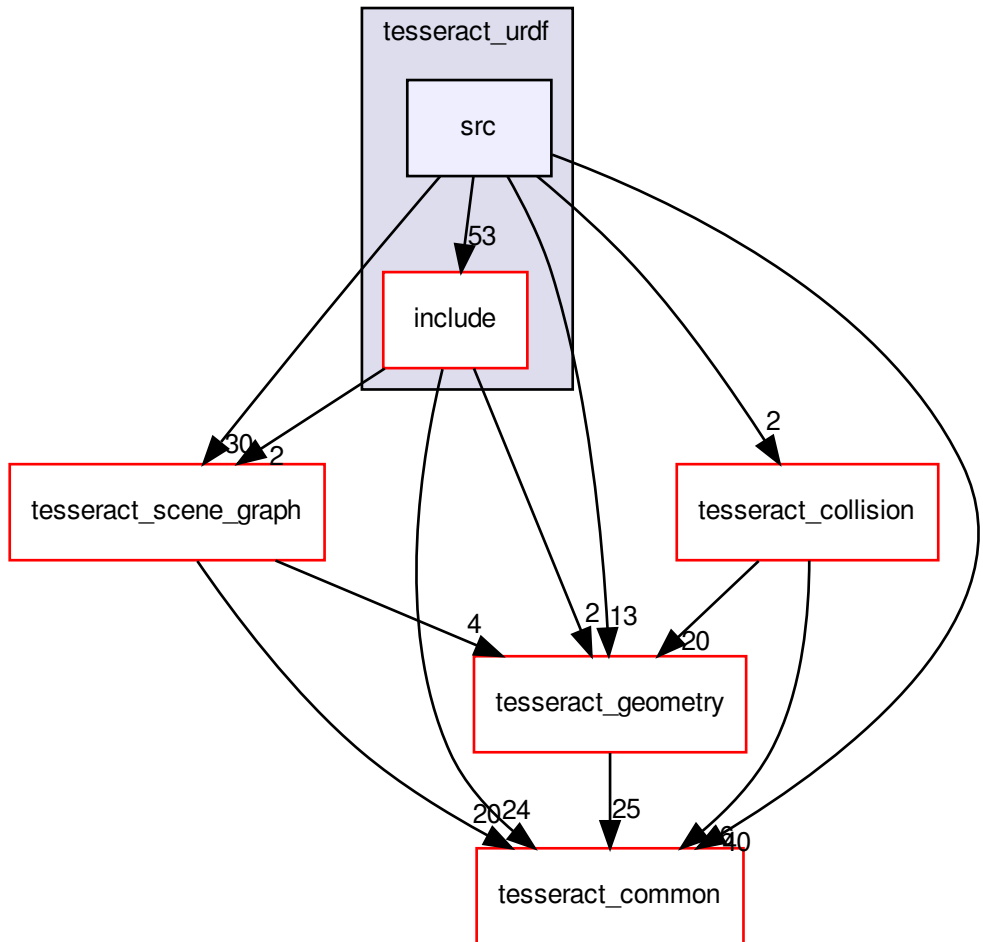 tesseract_urdf
src
53
include
30
2
2
tesseract_scene_graph
tesseract_collision
4
2
13
20
tesseract_geometry
20
24
25
40
tesseract_common